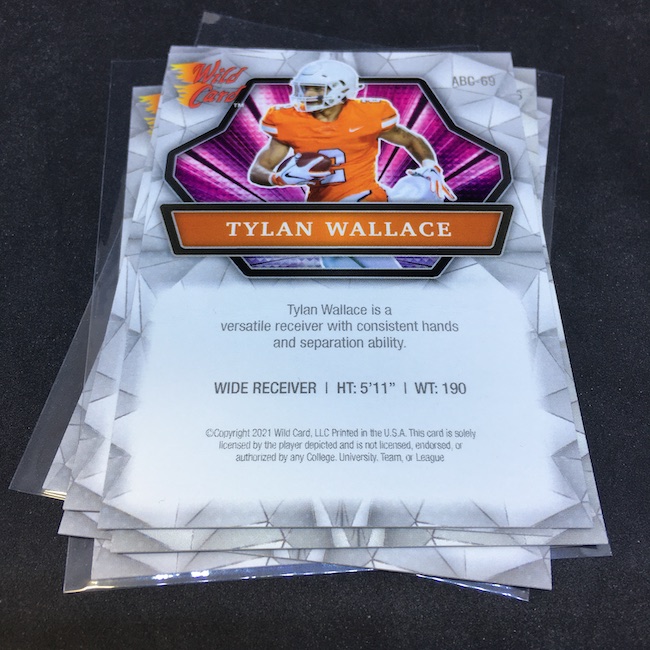 Wild
Card
TM
ABC-69
2
TYLAN WALLACE
Tylan Wallace is a
versatile receiver with consistent hands
and separation ability.
WIDE RECEIVER | HT: 5'11" | WT: 190
©Copyright 2021 Wild Card, LLC Printed in the U.S.A. This card is solely
licensed by the player depicted and is not licensed, endorsed, or
authorized by any College, University, Team, or League